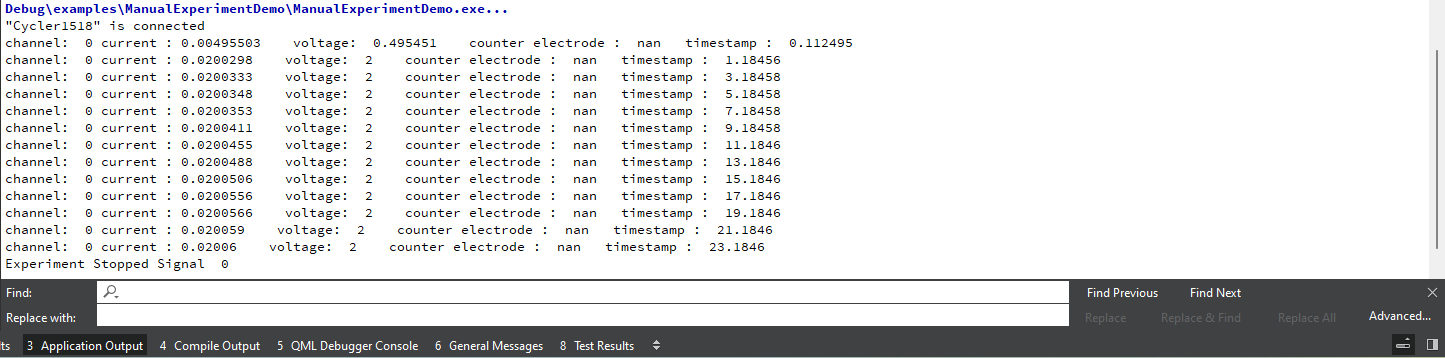 Debug\examples\ManualExperimentDemo\ManualExperimentDemo.exe...
"Cycler1518" is connected
channel:  0 current : 0.00495503    voltage:  0.495451    counter electrode :  nan   timestamp :  0.112495
channel:  0 current : 0.0200298    voltage:  2    counter electrode :  nan   timestamp :  1.18456
channel:  0 current : 0.0200333    voltage:  2    counter electrode :  nan   timestamp :  3.18458
channel:  0 current : 0.0200348    voltage:  2    counter electrode :  nan   timestamp :  5.18458
channel:  0 current : 0.0200353    voltage:  2    counter electrode :  nan   timestamp :  7.18458
channel:  0 current : 0.0200411    voltage:  2    counter electrode :  nan   timestamp :  9.18458
channel:  0 current : 0.0200455    voltage:  2    counter electrode :  nan   timestamp :  11.1846
channel:  0 current : 0.0200488    voltage:  2    counter electrode :  nan   timestamp :  13.1846
channel:  0 current : 0.0200506    voltage:  2    counter electrode :  nan   timestamp :  15.1846
channel:  0 current : 0.0200556    voltage:  2    counter electrode :  nan   timestamp :  17.1846
channel:  0 current : 0.0200566    voltage:  2    counter electrode :  nan   timestamp :  19.1846
channel:  0 current : 0.020059    voltage:  2    counter electrode :  nan   timestamp :  21.1846
channel:  0 current : 0.02006    voltage:  2    counter electrode :  nan   timestamp :  23.1846
Experiment Stopped Signal  0
Find: Find Previous Find Next
Replace with: Replace Replace & Find Replace All Advanced...
lts 3 Application Output 4 Compile Output 5 QML Debugger Console 6 General Messages 8 Test Results